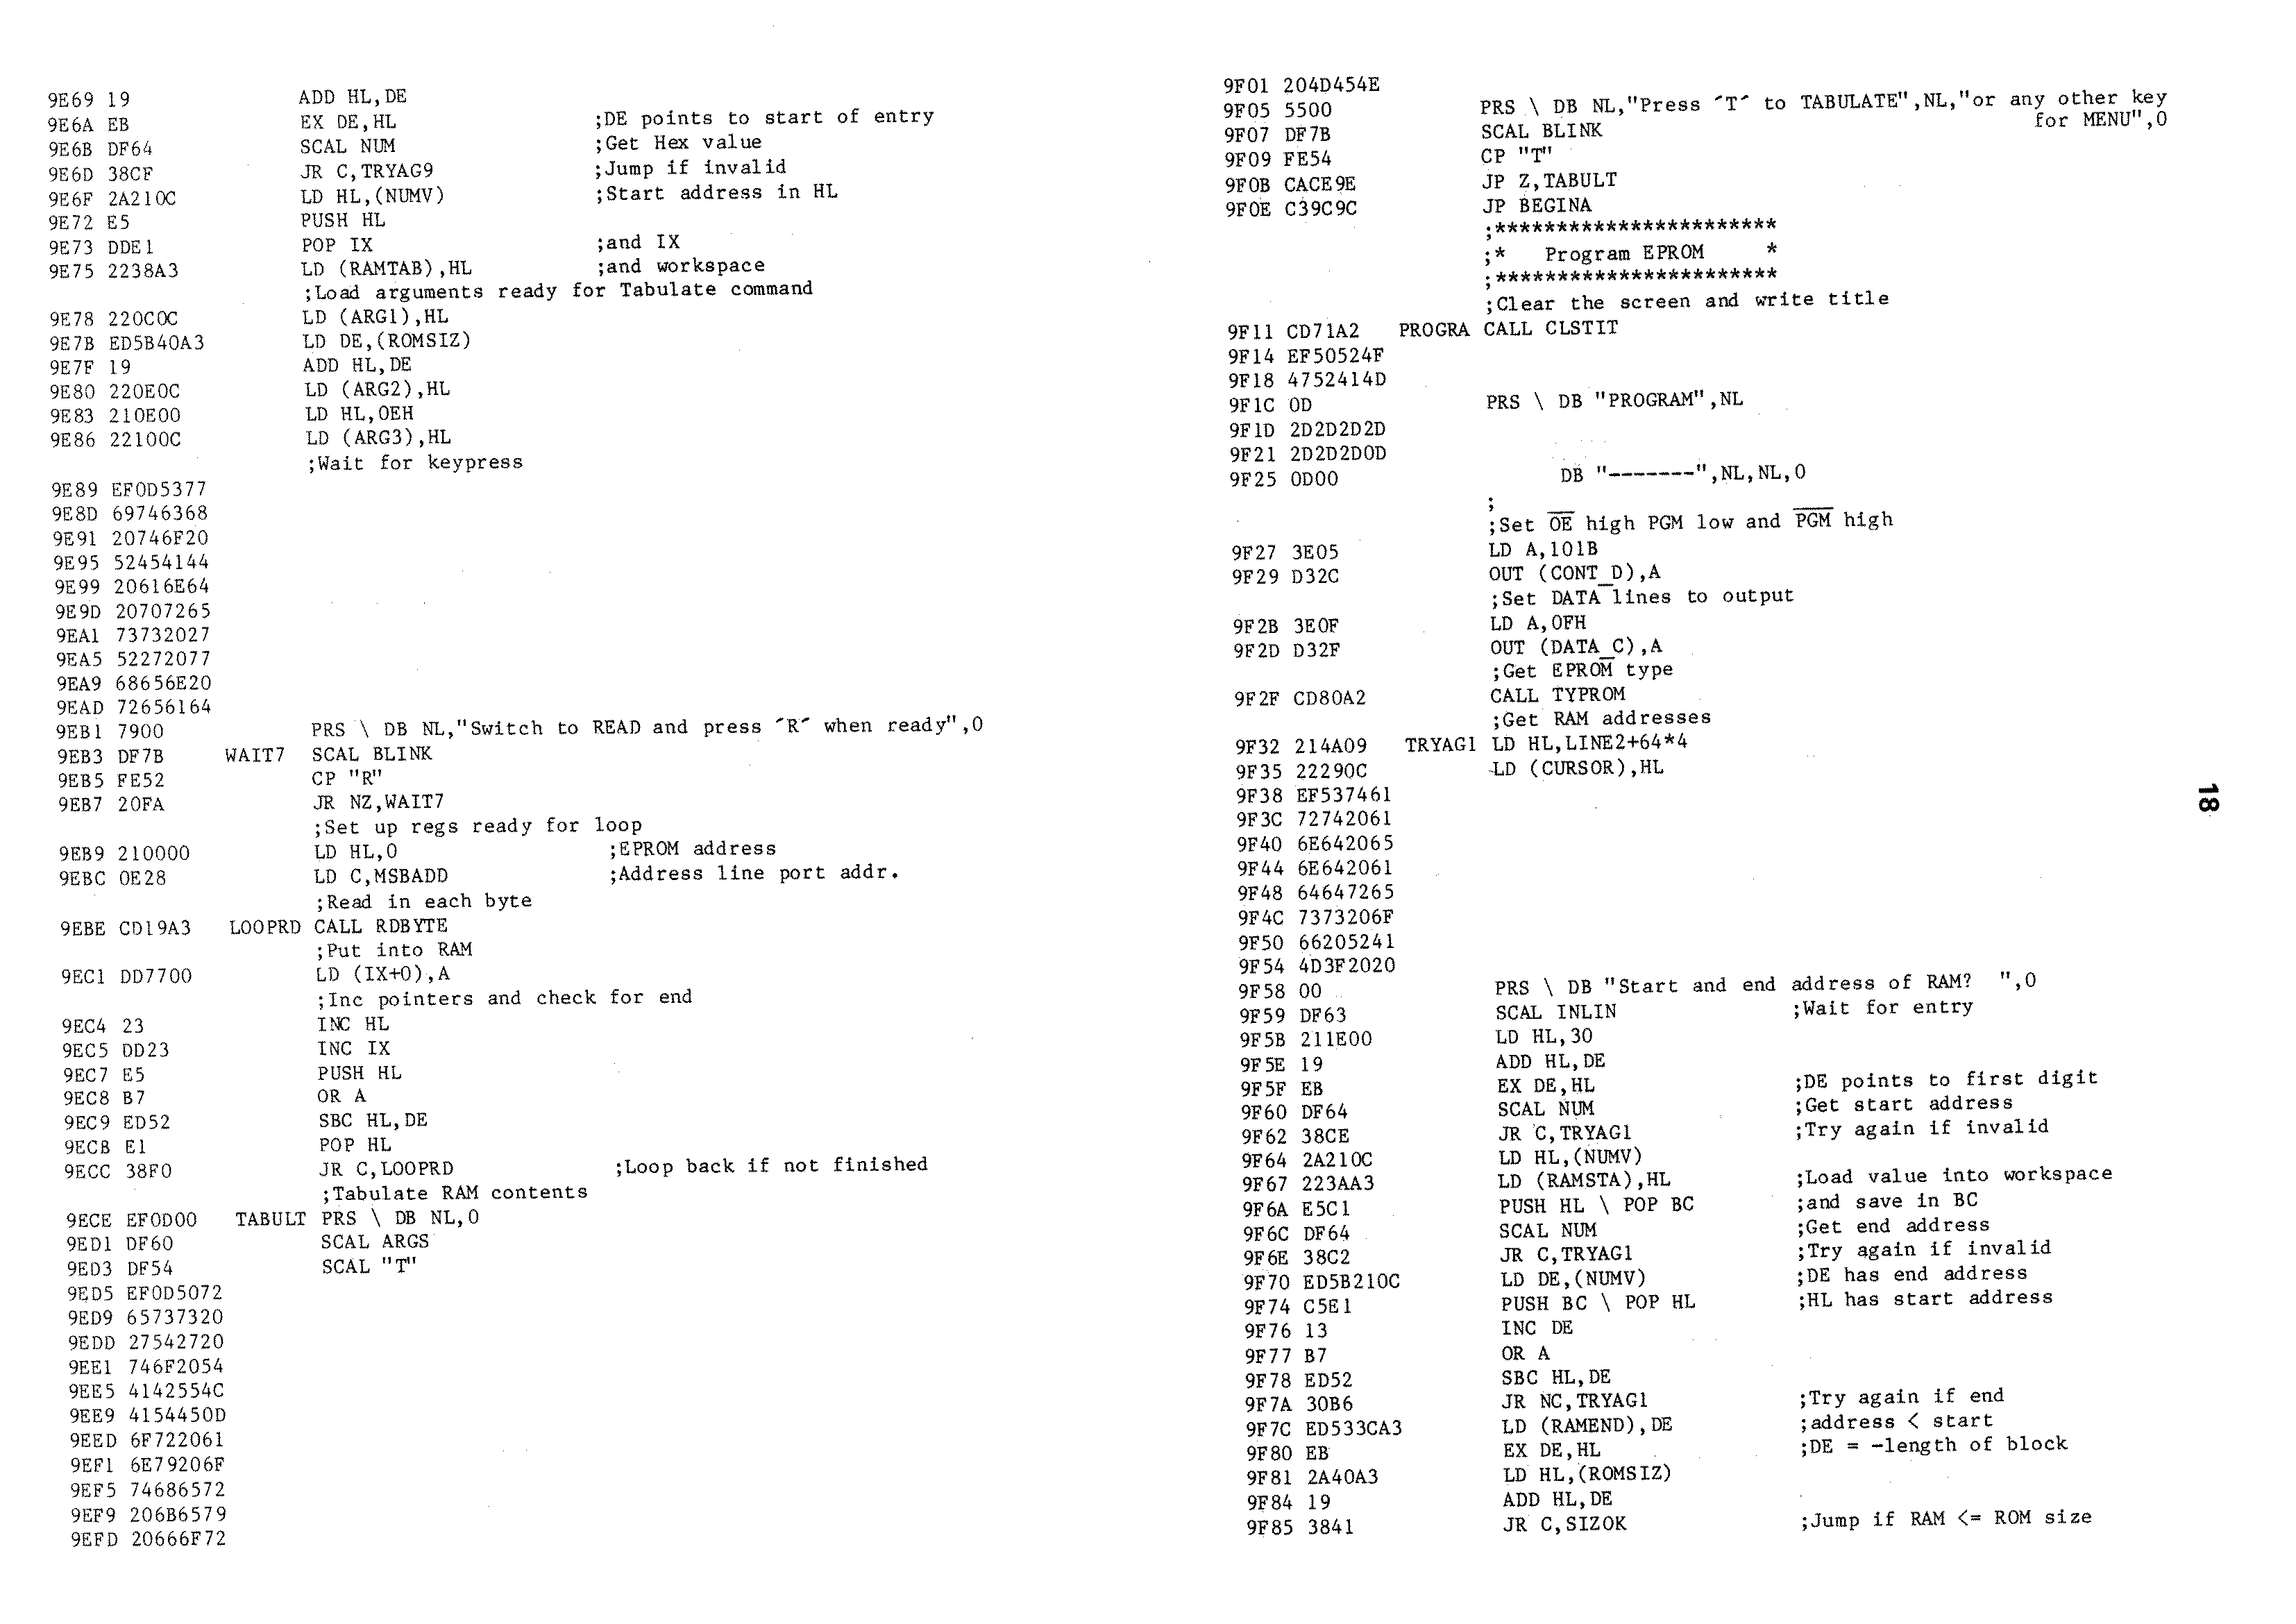 9E69 19 ADD HL,DE
9E6A EB EX DE,HL ;DE points to start of entry
9E6B DF64 SCAL NUM ;Get Hex value
9E6D 38CF JR C,TRYAG9 ;Jump if invalid
9E6F 2A210C LD HL,(NUMV) ;Start address in HL
9E72 E5 PUSH HL
9E73 DDE1 POP IX ;and IX
9E75 2238A3 LD (RAMTAB),HL ;and workspace
;Load arguments ready for Tabulate command
9E78 220C0C LD (ARG1),HL
9E7B ED5B40A3 LD DE,(ROMSIZ)
9E7F 19 ADD HL,DE
9E80 220E0C LD (ARG2),HL
9E83 210E00 LD HL,0EH
9E86 22100C LD (ARG3),HL
;Wait for keypress
9E89 EF0D5377
9E8D 69746368
9E91 20746F20
9E95 52454144
9E99 20616E64
9E9D 20707265
9EA1 73732027
9EA5 52272077
9EA9 68656E20
9EAD 72656164
9EB1 7900 PRS \ DB NL,"Switch to READ and press ´R´ when ready",0
9EB3 DF7B WAIT7 SCAL BLINK
9EB5 FE52 CP "R"
9EB7 20FA JR NZ,WAIT7
;Set up regs ready for loop
9EB9 210000 LD HL,0 ;EPROM address
9EBC 0E28 LD C,MSBADD ;Address line port addr.
;Read in each byte
9EBE CD19A3 LOOPRD CALL RDBYTE
;Put into RAM
9EC1 DD7700 LD (IX+0),A
;Inc pointers and check for end
9EC4 23 INC HL
9EC5 DD23 INC IX
9EC7 E5 PUSH HL
9EC8 B7 OR A
9EC9 ED52 SBC HL,DE
9ECB E1 POP HL
9ECC 38F0 JR C,LOOPRD ;Loop back if not finished
;Tabulate RAM contents
9ECE EF0D00 TABULT PRS \ DB NL,0
9ED1 DF60 SCAL ARGS
9ED3 DF54 SCAL "T"
9ED5 EF0D5072
9ED9 65737320
9EDD 27542720
9EE1 746F2054
9EE5 4142554C
9EE9 4154450D
9EED 6F722061
9EF1 6E79206F
9EF5 74686572
9EF9 206B6579
9EFD 20666F72
9F01 204D454E
9F05 5500 PRS \ DB NL,"Press ´T´ to TABULATE",NL,"or any other key
for MENU",0
9F07 DF7B SCAL BLINK
9F09 FE54 CP "T"
9F0B CACE9E JP Z,TABULT
9F0E C39C9C JP BEGINA
;***********************
;* Program EPROM *
;***********************
;Clear the screen and write title
9F11 CD71A2 PROGRA CALL CLSTIT
9F14 EF50524F
9F18 4752414D
9F1C 0D PRS \ DB "PROGRAM",NL
9F1D 2D2D2D2D
9F21 2D2D2D0D
9F25 0D00 DB "-------",NL,NL,0
;
;Set O̅E̅ high PGM low and P̅G̅M̅ high
9F27 3E05 LD A,101B
9F29 D32C OUT (CONT_D),A
;Set DATA lines to output
9F2B 3E0F LD A,0FH
9F2D D32F OUT (DATA_C),A
;Get EPROM type
9F2F CD80A2 CALL TYPROM
;Get RAM addresses
9F32 214A09 TRYAG1 LD HL,LINE2+64*4
9F35 22290C LD (CURSOR),HL
9F38 EF537461
9F3C 72742061
9F40 6E642065
9F44 6E642061
9F48 64647265
9F4C 7373206F
9F50 66205241
9F54 4D3F2020
9F58 00 PRS \ DB "Start and end address of RAM?  ",0
9F59 DF63 SCAL INLIN ;Wait for entry
9F5B 211E00 LD HL,30
9F5E 19 ADD HL,DE
9F5F EB EX DE,HL ;DE points to first digit
9F60 DF64 SCAL NUM ;Get start address
9F62 38CE JR C,TRYAG1 ;Try again if invalid
9F64 2A210C LD HL,(NUMV)
9F67 223AA3 LD (RAMSTA),HL ;Load value into workspace
9F6A E5C1 PUSH HL \ POP BC ;and save in BC
9F6C DF64 SCAL NUM ;Get end address
9F6E 38C2 JR C,TRYAG1 ;Try again if invalid
9F70 ED5B210C LD DE,(NUMV) ;DE has end address
9F74 C5E1 PUSH BC \ POP HL ;HL has start address
9F76 13 INC DE
9F77 B7 OR A
9F78 ED52 SBC HL,DE
9F7A 30B6 JR NC,TRYAG1 ;Try again if end
9F7C ED533CA3 LD (RAMEND),DE ;address < start
9F80 EB EX DE,HL ;DE = -length of block
9F81 2A40A3 LD HL,(ROMSIZ)
9F84 19 ADD HL,DE
9F85 3841 JR C,SIZOK ;Jump if RAM <= ROM size
18